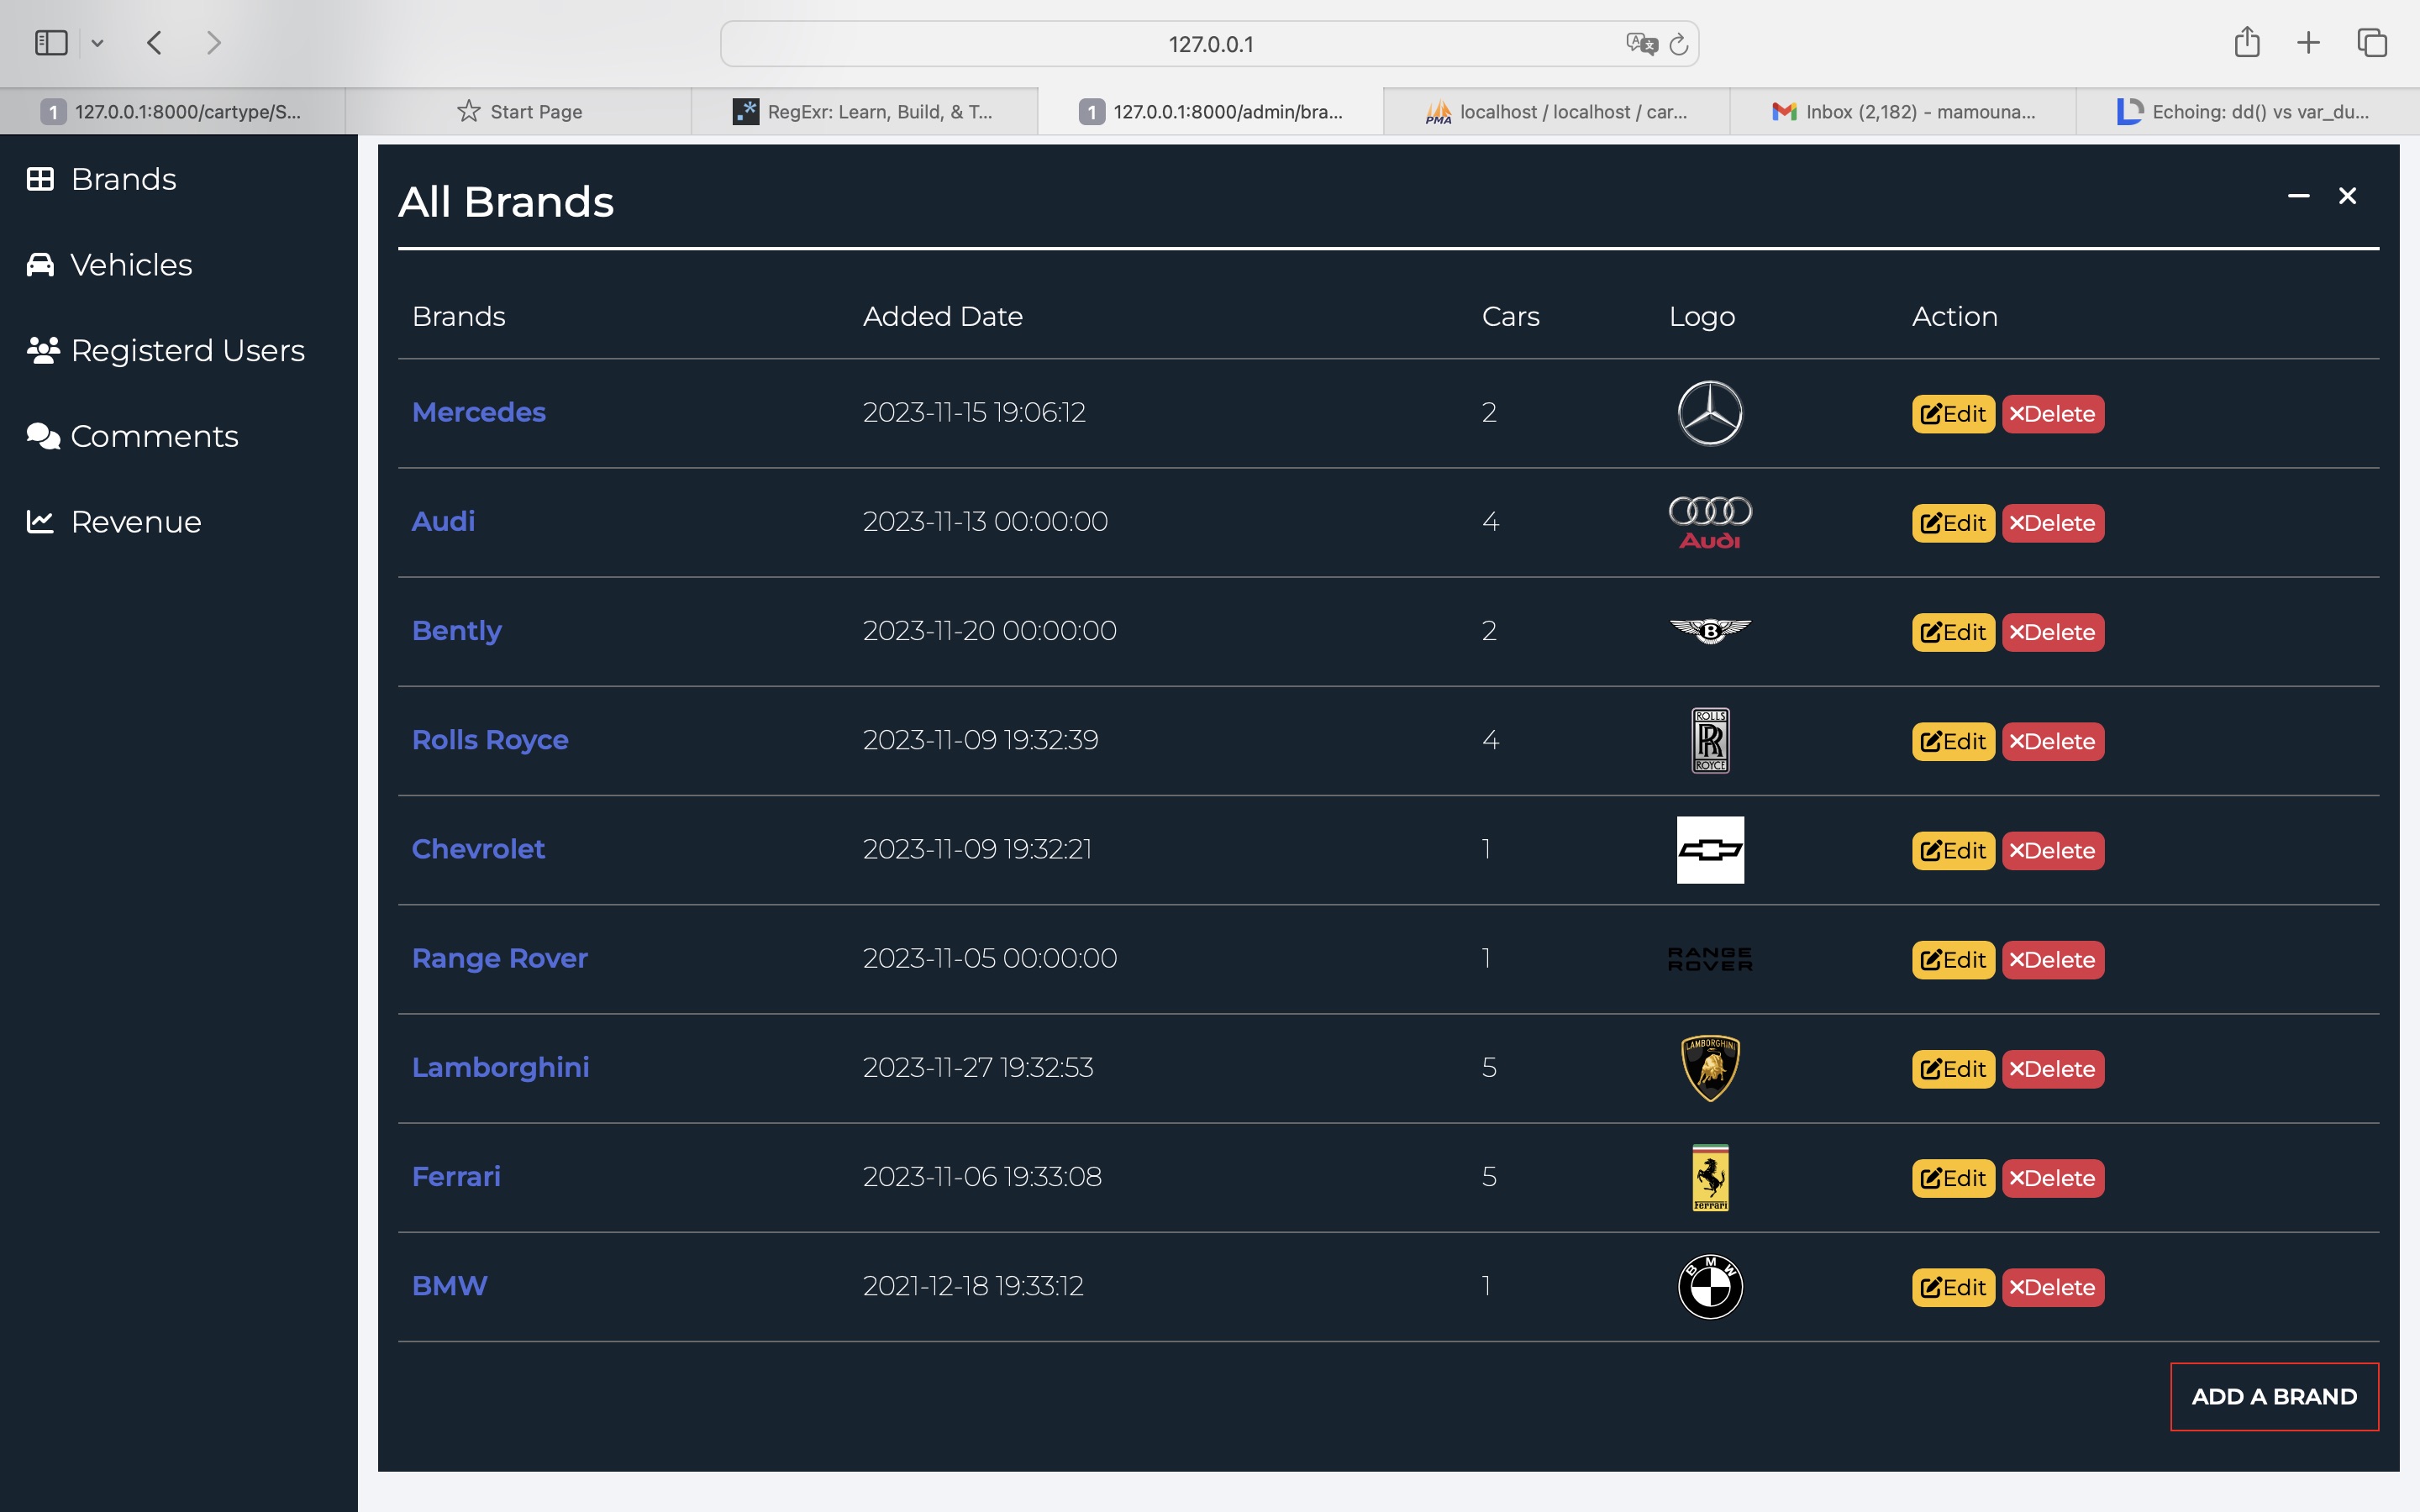 127.0.0.1
1 127.0.0.1:8000/cartype/S...
Start Page
RegExr: Learn, Build, & T...
1 127.0.0.1:8000/admin/bra...
PMA localhost / localhost / car...
Inbox (2,182) - mamouna...
Echoing: dd() vs var_du...
Brands
Vehicles
Registerd Users
Comments
Revenue
All Brands
Brands Added Date Cars Logo Action
Mercedes 2023-11-15 19:06:12 2 Edit Delete
Audi 2023-11-13 00:00:00 4 Audi Edit Delete
Bently 2023-11-20 00:00:00 2 B Edit Delete
Rolls Royce 2023-11-09 19:32:39 4 ROLLS RR ROYCE Edit Delete
Chevrolet 2023-11-09 19:32:21 1 Edit Delete
Range Rover 2023-11-05 00:00:00 1 RANGE ROVER Edit Delete
Lamborghini 2023-11-27 19:32:53 5 LAMBORGHINI Edit Delete
Ferrari 2023-11-06 19:33:08 5 Ferrari Edit Delete
BMW 2021-12-18 19:33:12 1 BMW Edit Delete
ADD A BRAND